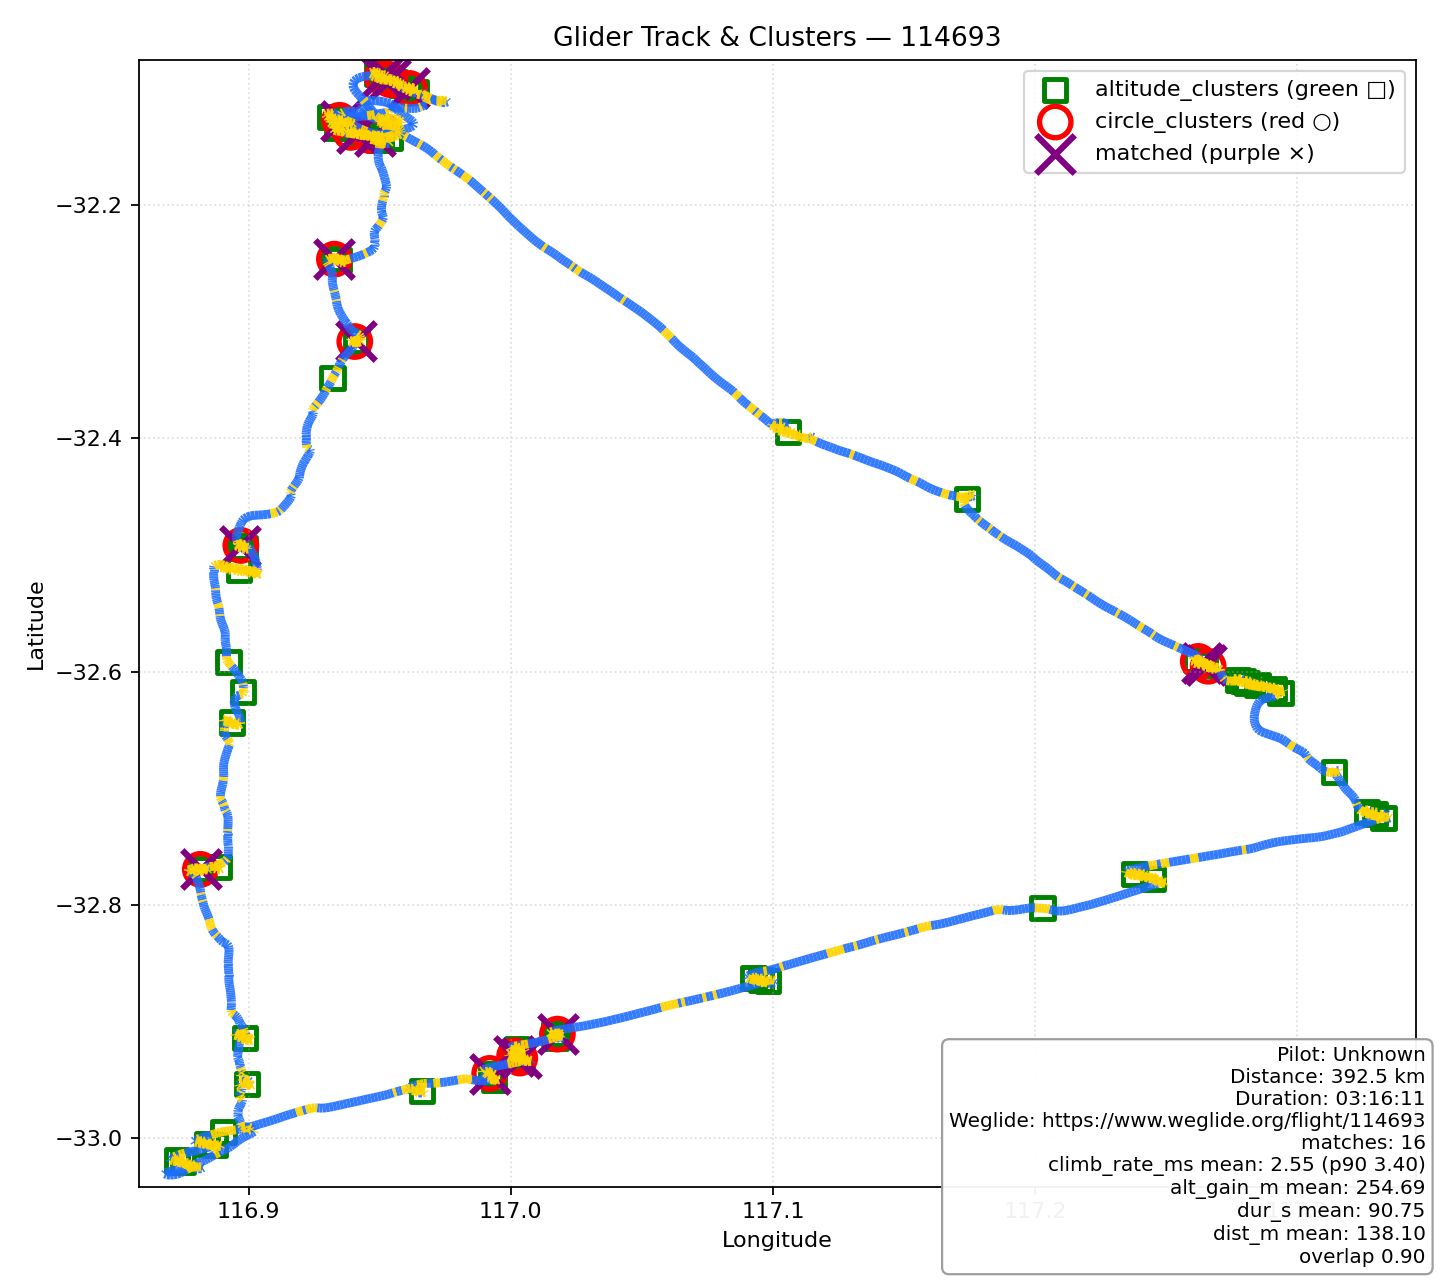 Glider Track & Clusters — 114693
altitude_clusters (green □)
circle_clusters (red ○)
matched (purple ×)
−32.2
−32.4
−32.6
−32.8
−33.0
Latitude
116.9
117.0
117.1
117.2
Longitude
Pilot: Unknown
Distance: 392.5 km
Duration: 03:16:11
Weglide: https://www.weglide.org/flight/114693
matches: 16
climb_rate_ms mean: 2.55 (p90 3.40)
alt_gain_m mean: 254.69
dur_s mean: 90.75
dist_m mean: 138.10
overlap 0.90